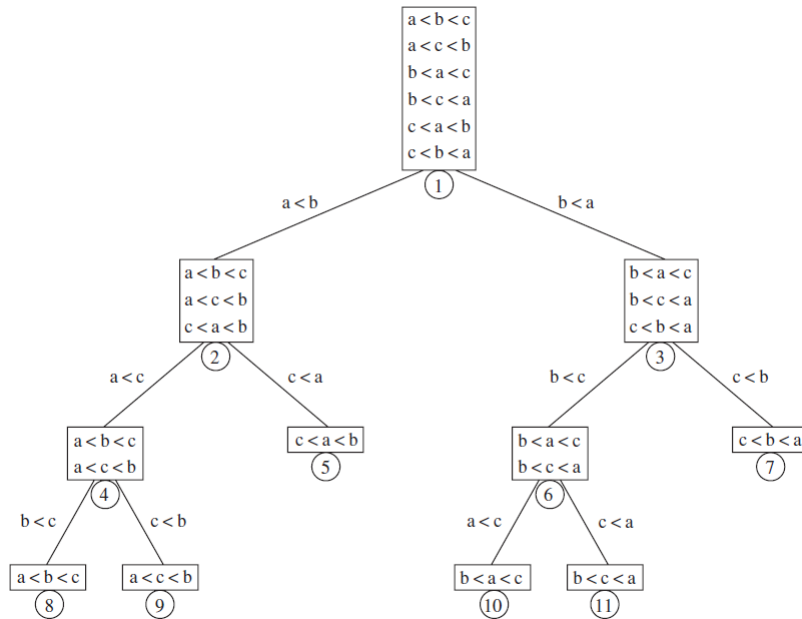 a < b < c
a < c < b
b < a < c
b < c < a
c < a < b
c < b < a
1
a < b
b < a
a < b < c
a < c < b
c < a < b
2
b < a < c
b < c < a
c < b < a
3
a < c
c < a
b < c
c < b
a < b < c
a < c < b
4
c < a < b
5
b < a < c
b < c < a
6
c < b < a
7
b < c
c < b
a < c
c < a
a < b < c
8
a < c < b
9
b < a < c
10
b < c < a
11